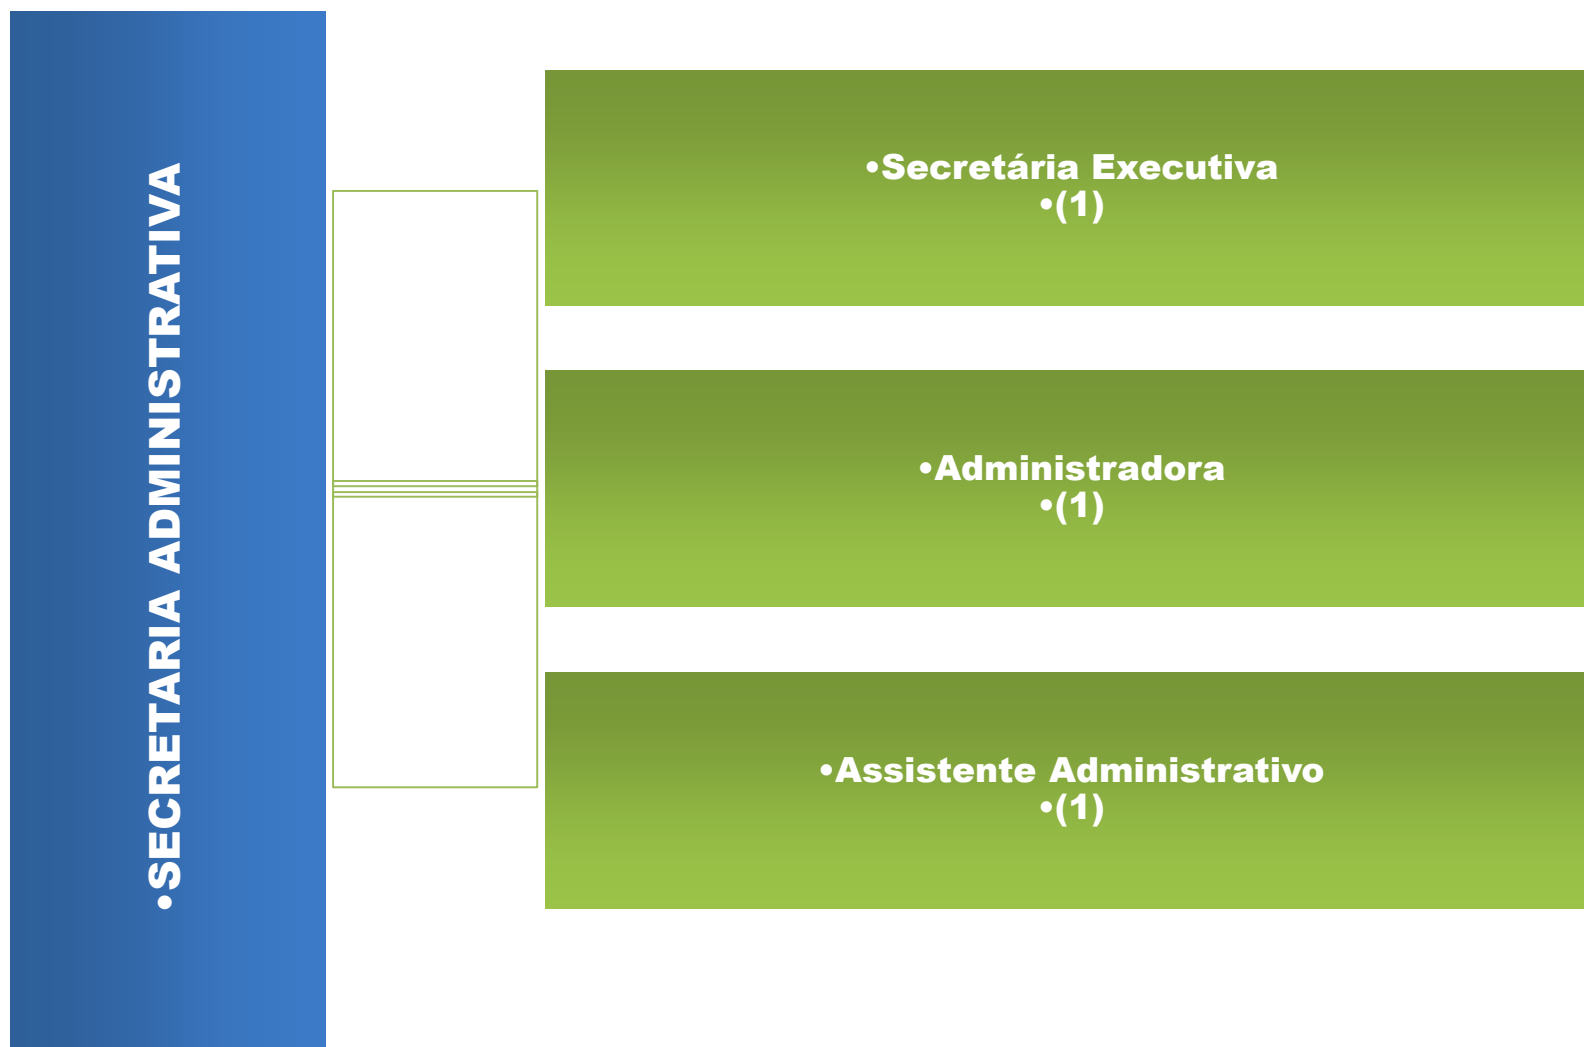 •SECRETARIA ADMINISTRATIVA
•Secretária Executiva
•(1)
•Administradora
•(1)
•Assistente Administrativo
•(1)